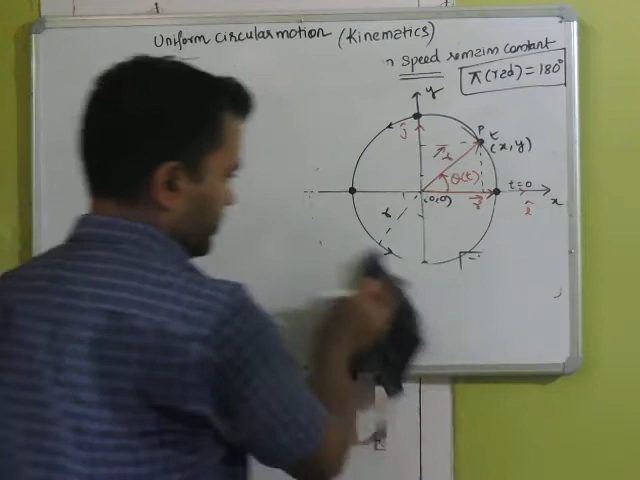 Uniform circular motion (Kinematics)
speed remain constant
π(rad) = 180°
y
ĵ
P t
(x, y)
θ(t)
(0,0)
t=0
x
î
r